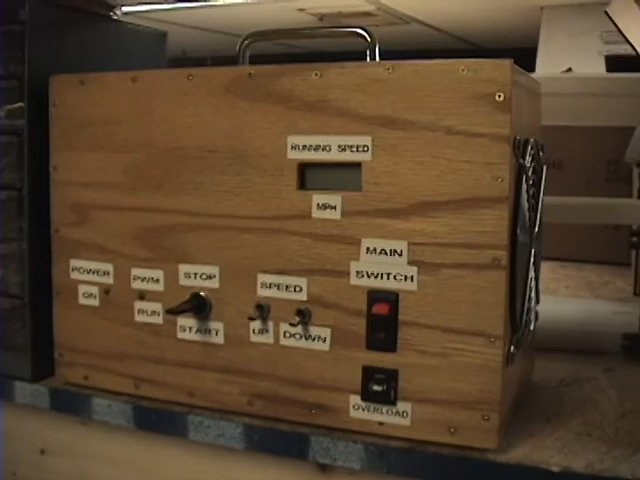 RUNNING SPEED
MPH
MAIN
SWITCH
POWER
ON
PWM
RUN
STOP
START
SPEED
UP
DOWN
OVERLOAD